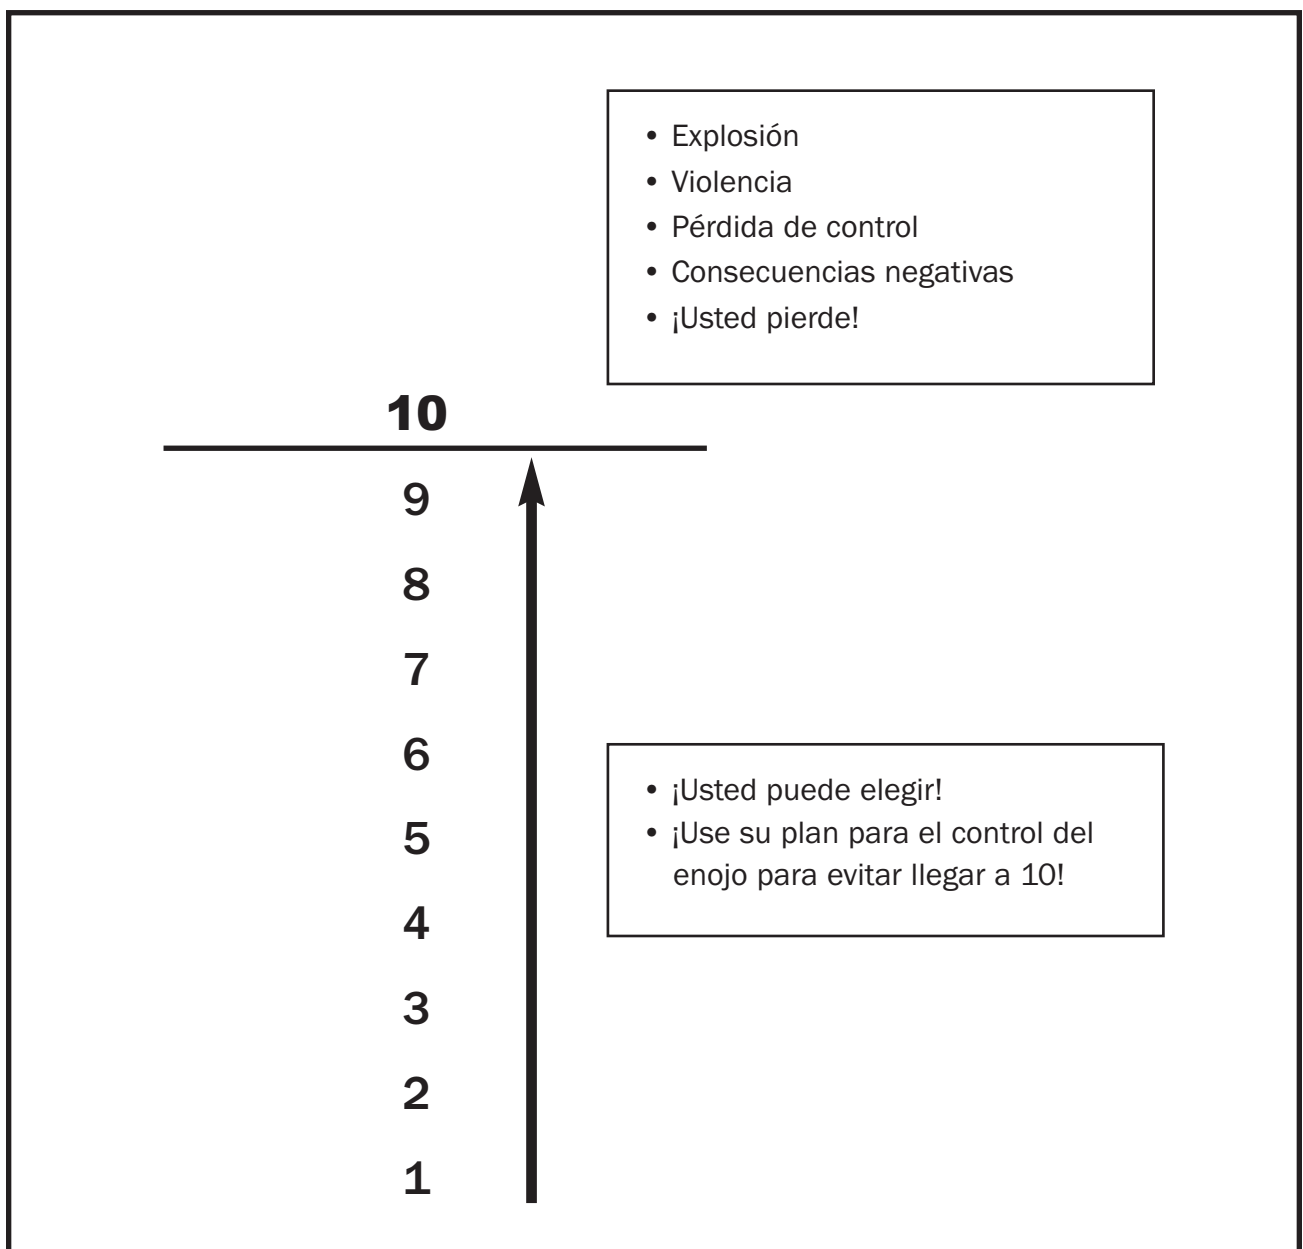 • Explosión
• Violencia
• Pérdida de control
• Consecuencias negativas
• ¡Usted pierde!
10
9
8
7
6
5
4
3
2
1
• ¡Usted puede elegir!
• ¡Use su plan para el control del
enojo para evitar llegar a 10!